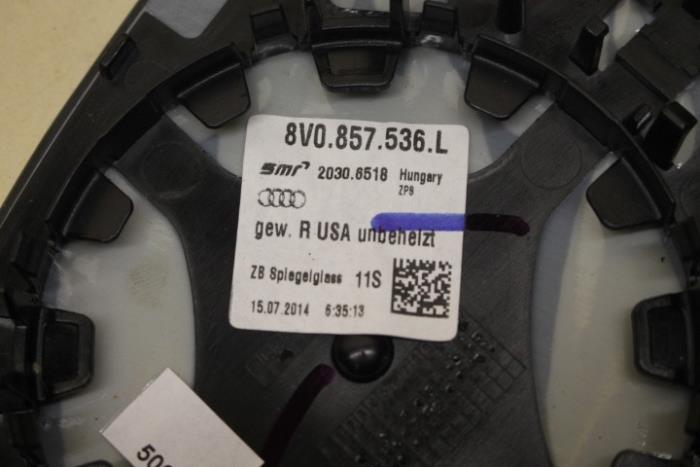 8V0.857.536.L
smr 2030.6518 Hungary
ZP8
gew. R USA unbeheizt
ZB Spiegelglass 11S
15.07.2014 6:35:13